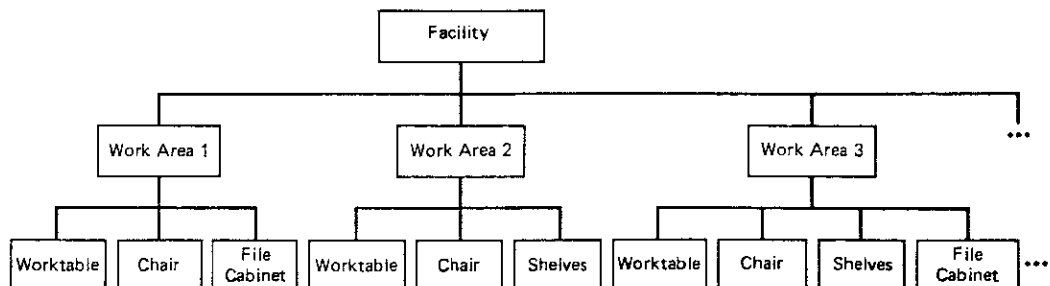 Facility
Work Area 1
Work Area 2
Work Area 3
...
Worktable
Chair
File
Cabinet
Worktable
Chair
Shelves
Worktable
Chair
Shelves
File
Cabinet
...